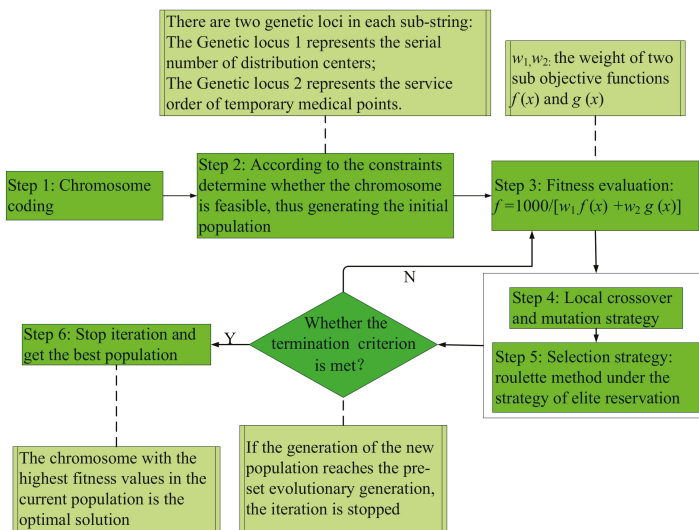 There are two genetic loci in each sub-string:
The Genetic locus 1 represents the serial
number of distribution centers;
The Genetic locus 2 represents the service
order of temporary medical points.
w₁,w₂: the weight of two
sub objective functions
f (x) and g (x)
Step 1: Chromosome
coding
Step 2: According to the constraints
determine whether the chromosome
is feasible, thus generating the initial
population
Step 3: Fitness evaluation:
f =1000/[w₁ f (x) +w₂ g (x)]
N
Step 4: Local crossover
and mutation strategy
Step 5: Selection strategy:
roulette method under the
strategy of elite reservation
Whether the
termination criterion
is met?
Y
Step 6: Stop iteration and
get the best population
The chromosome with the
highest fitness values in the
current population is the
optimal solution
If the generation of the new
population reaches the pre-
set evolutionary generation,
the iteration is stopped